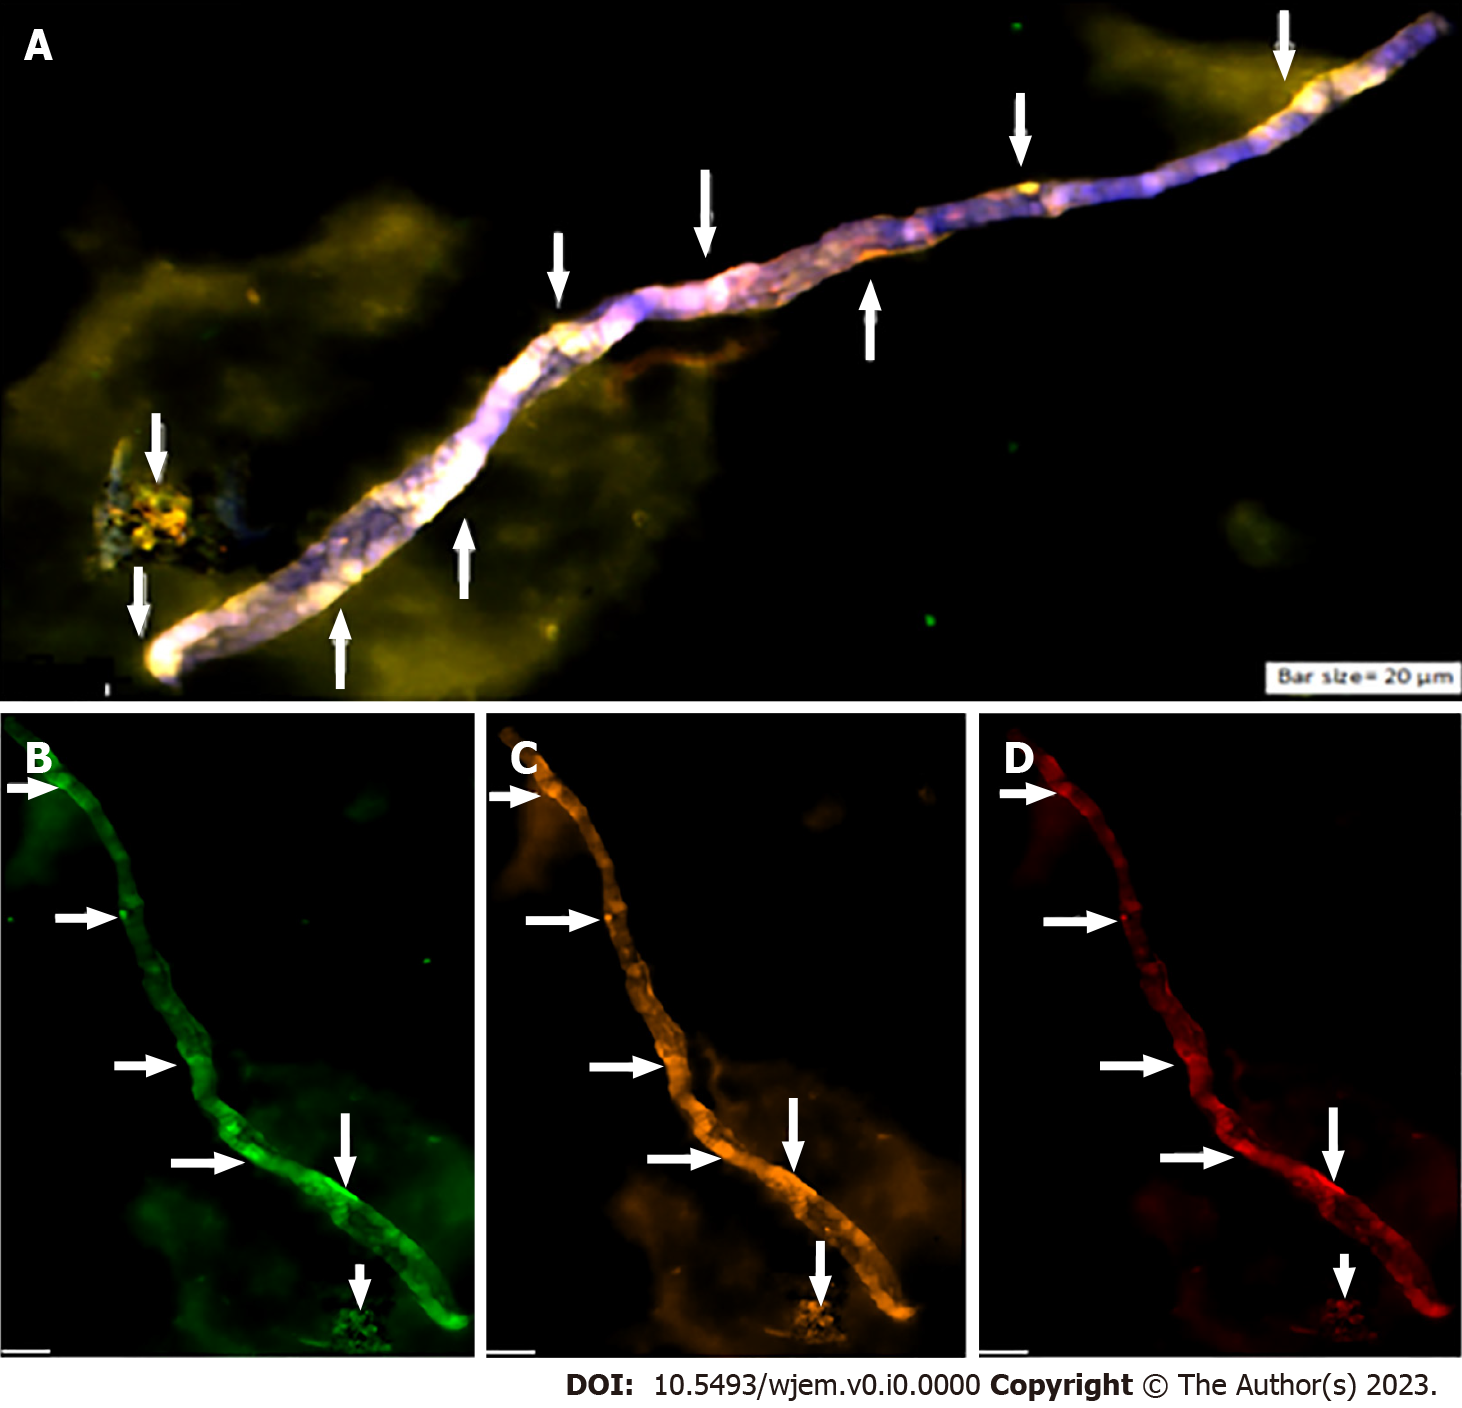 A
Bar size= 20 µm
B
C
D
DOI: 10.5493/wjem.v0.i0.0000 Copyright © The Author(s) 2023.